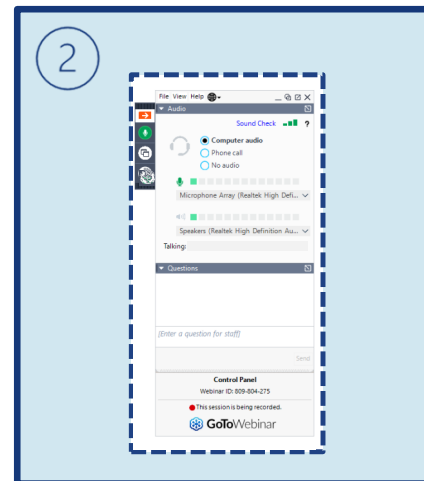 2
File View Help
Audio
Sound Check ?
Computer audio
Phone call
No audio
Microphone Array (Realtek High Defi...
Speakers (Realtek High Definition Au...
Talking:
Questions
[Enter a question for staff]
Send
Control Panel
Webinar ID: 809-804-275
This session is being recorded.
GoToWebinar